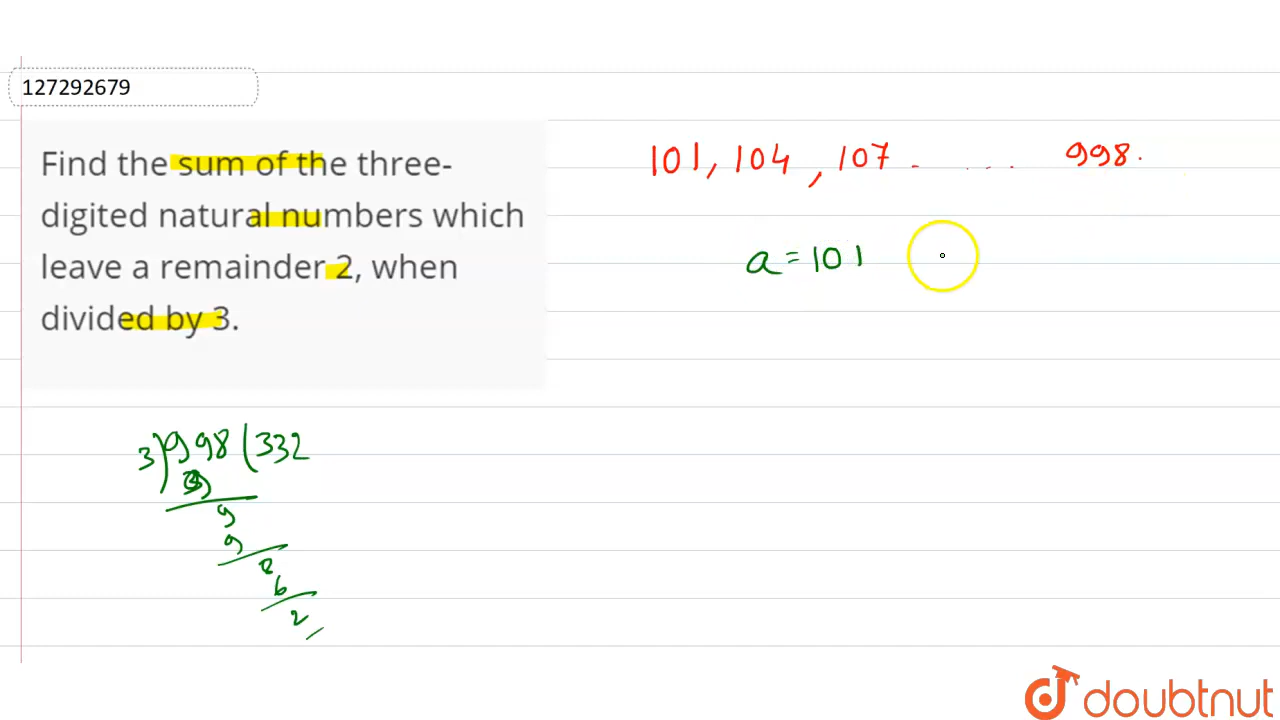 127292679
Find the sum of the three-
digited natural numbers which
leave a remainder 2, when
divided by 3.
101, 104, 107 ..... 998.
a = 101
3)998(332
9
9
8
6
2
doubtnut